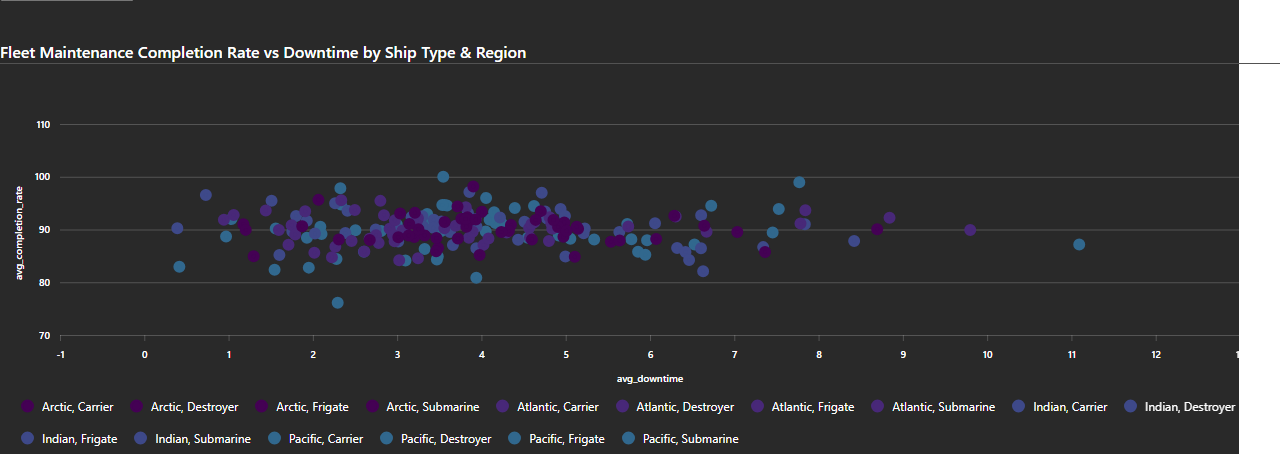 Fleet Maintenance Completion Rate vs Downtime by Ship Type & Region
110
100
90
80
70
avg_completion_rate
-1 0 1 2 3 4 5 6 7 8 9 10 11 12
avg_downtime
Arctic, Carrier Arctic, Destroyer Arctic, Frigate Arctic, Submarine Atlantic, Carrier Atlantic, Destroyer Atlantic, Frigate Atlantic, Submarine Indian, Carrier Indian, Destroyer
Indian, Frigate Indian, Submarine Pacific, Carrier Pacific, Destroyer Pacific, Frigate Pacific, Submarine